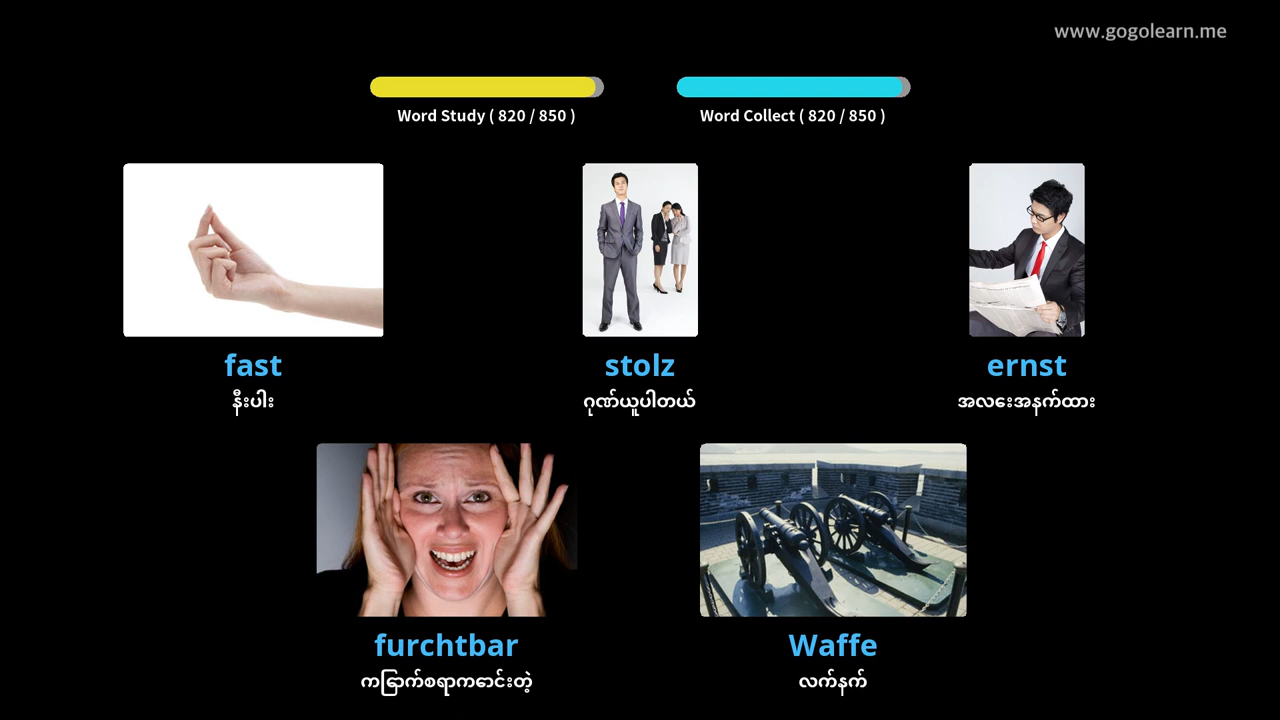 www.gogolearn.me
Word Study ( 820 / 850 )
Word Collect ( 820 / 850 )
fast
နီးပါး
stolz
ဂုဏ်ယူပါတယ်
ernst
အလေးအနက်ထား
furchtbar
ကြောက်စရာကောင်းတဲ့
Waffe
လက်နက်